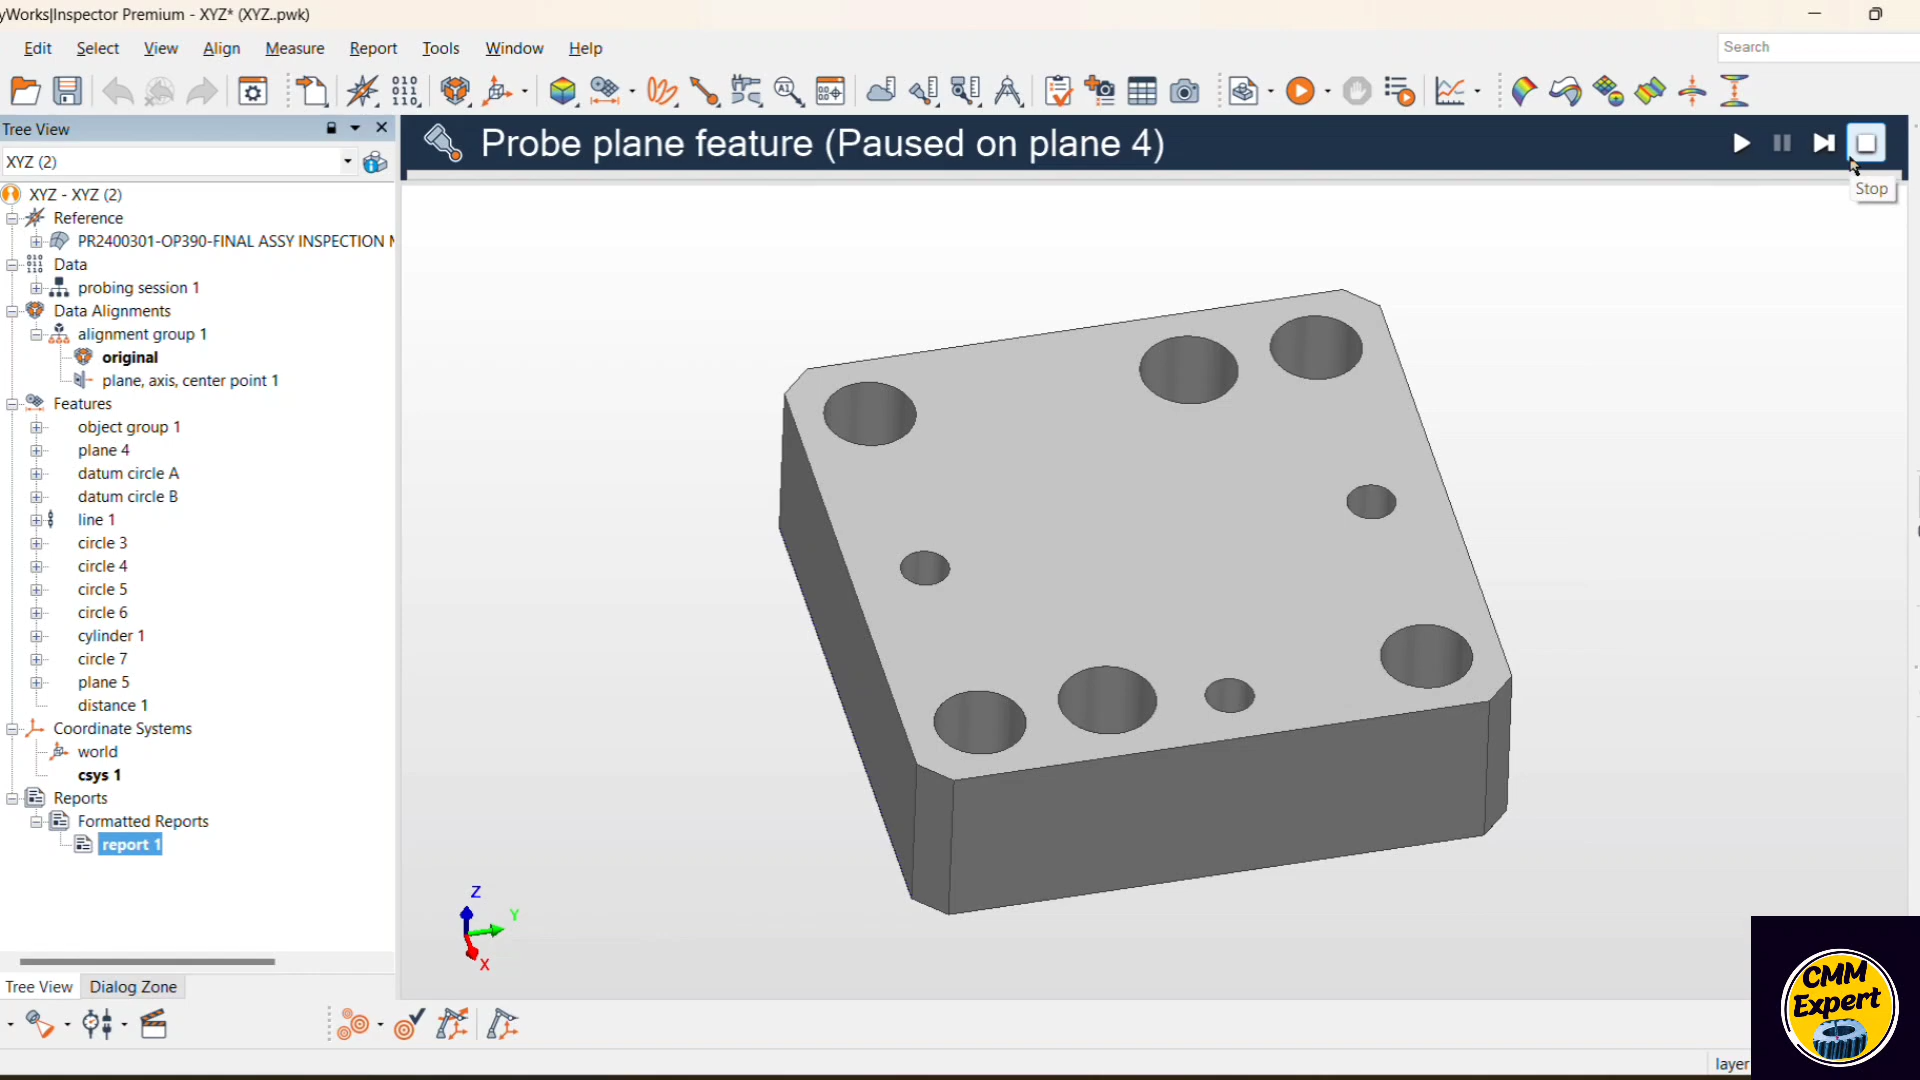 yWorks|Inspector Premium - XYZ* (XYZ..pwk)
Edit Select View Align Measure Report Tools Window Help
Search
Tree View
XYZ (2)
XYZ - XYZ (2)
Reference
PR2400301-OP390-FINAL ASSY INSPECTION
Data
probing session 1
Data Alignments
alignment group 1
original
plane, axis, center point 1
Features
object group 1
plane 4
datum circle A
datum circle B
line 1
circle 3
circle 4
circle 5
circle 6
cylinder 1
circle 7
plane 5
distance 1
Coordinate Systems
world
csys 1
Reports
Formatted Reports
report 1
Tree View Dialog Zone
Probe plane feature (Paused on plane 4)
Stop
Z
Y
X
CMM
Expert
layer